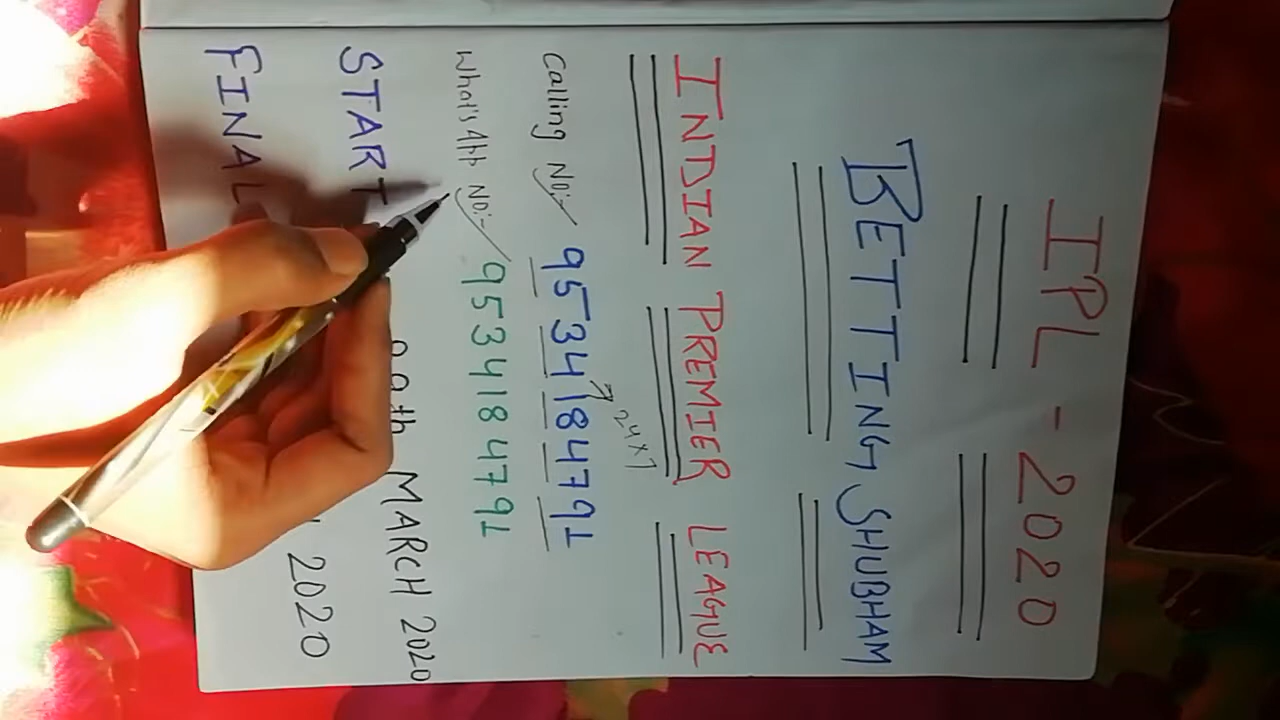 IPL - 2020
BETTING SHUBHAM
INDIAN PREMIER LEAGUE
24x7
Calling No:- 9534184791
What's App No:- 9534184791
START MARCH 2020
FINAL 2020